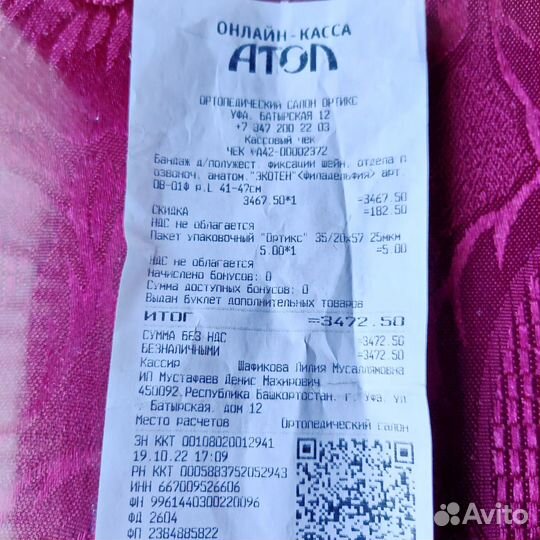 ОНЛАЙН-КАССА
АТОЛ
ОРТОПЕДИЧЕСКИЙ САЛОН ОРТИКС
УФА, БАТЫРСКАЯ 12
+7 347 200 22 03
Кассовый чек
ЧЕК №А42-00002372
Бандаж д/полужест. фиксации шейн. отдела п
озвоноч. анатом."ЭКОТЕН"<Филадельфия> арт.
ОВ-01Ф р.L 41-47см
3467.50*1 =3467.50
СКИДКА =182.50
НДС не облагается
Пакет упаковочный "Ортикс" 35/20x57 25мкм
5.00*1 =5.00
НДС не облагается
Начислено бонусов: 0
Сумма доступных бонусов: 0
Выдан буклет дополнительных товаров
ИТОГ =3472.50
СУММА БЕЗ НДС =3472.50
БЕЗНАЛИЧНЫМИ =3472.50
Кассир Шафикова Лилия Мусаллямовна
ИП Мустафаев Денис Махирович
450092,Республика Башкортостан, г. Уфа, ул
. Батырская, дом 12
Место расчетов Ортопедический салон
ЗН ККТ 00108020012941
19.10.22 17:09
РН ККТ 0005883752052943
ИНН 667009526606
ФН 9961440300220096
ФД 2604
ФП 2384885822
Avito